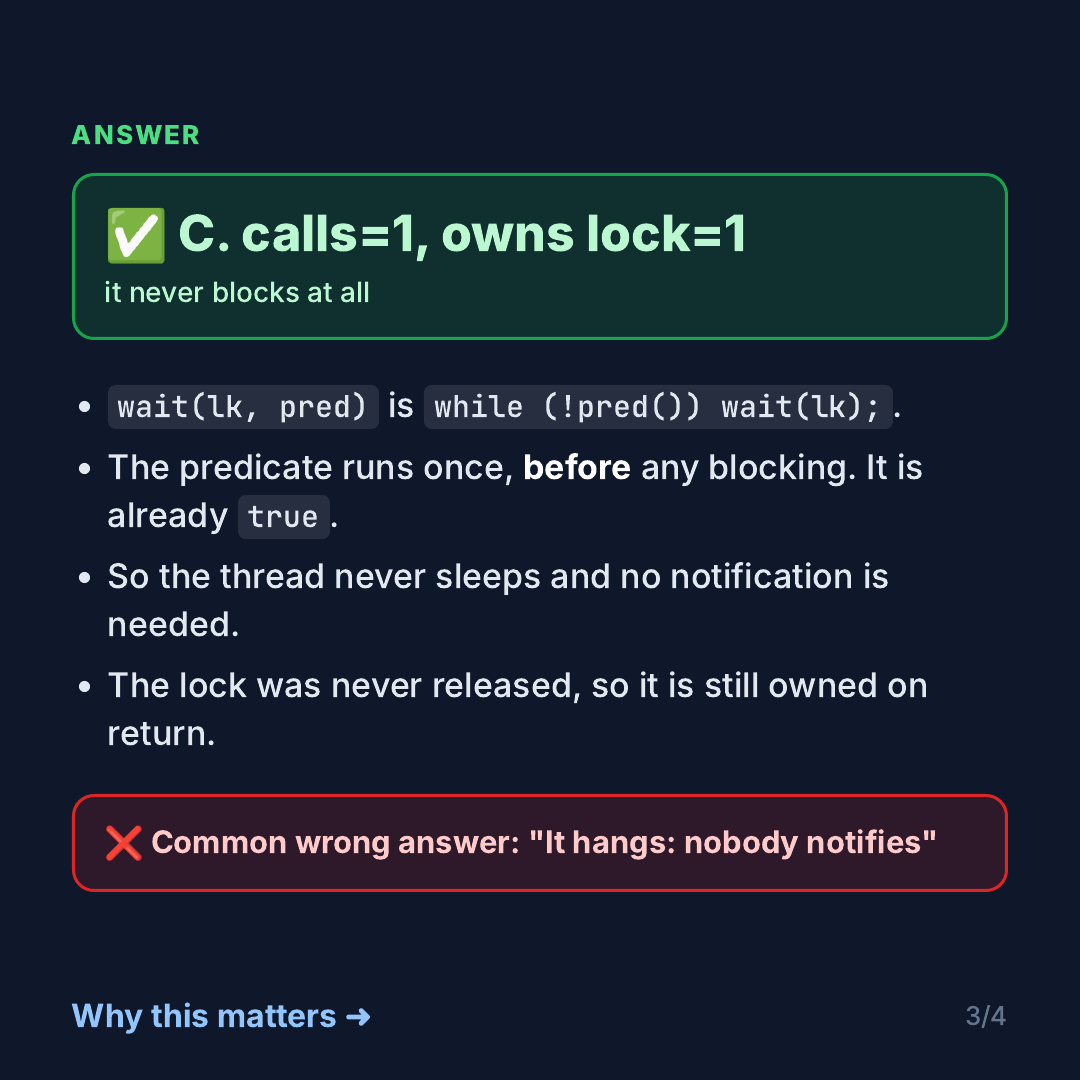 ANSWER
✅ C. calls=1, owns lock=1
it never blocks at all
• wait(lk, pred) is while (!pred()) wait(lk); .
• The predicate runs once, before any blocking. It is
already true .
• So the thread never sleeps and no notification is
needed.
• The lock was never released, so it is still owned on
return.
❌ Common wrong answer: "It hangs: nobody notifies"
Why this matters ➜
3/4